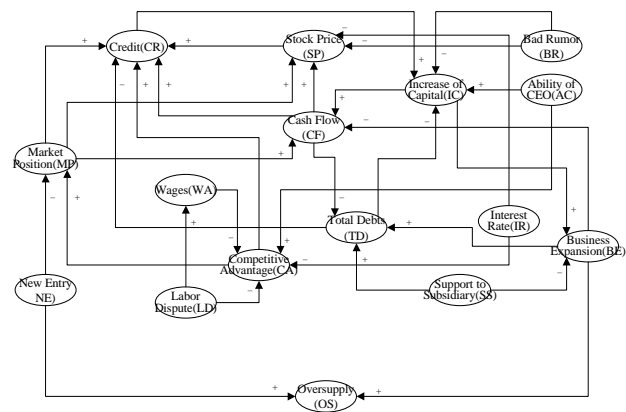 Credit(CR)
Stock Price
(SP)
Bad Rumor
(BR)
Increase of
Capital(IC)
Ability of
CEO(AC)
Cash Flow
(CF)
Market
Position(MP)
Wages(WA)
Total Debts
(TD)
Interest
Rate(IR)
Business
Expansion(BE)
Competitive
Advantage(CA)
New Entry
NE)
Labor
Dispute(LD)
Support to
Subsidiary(SS)
Oversupply
(OS)
+
+
−
−
−
+
−
+
+
+
+
+
−
−
+
−
−
+
+
−
+
−
+
+
−
+
−
+
−
−
+
+